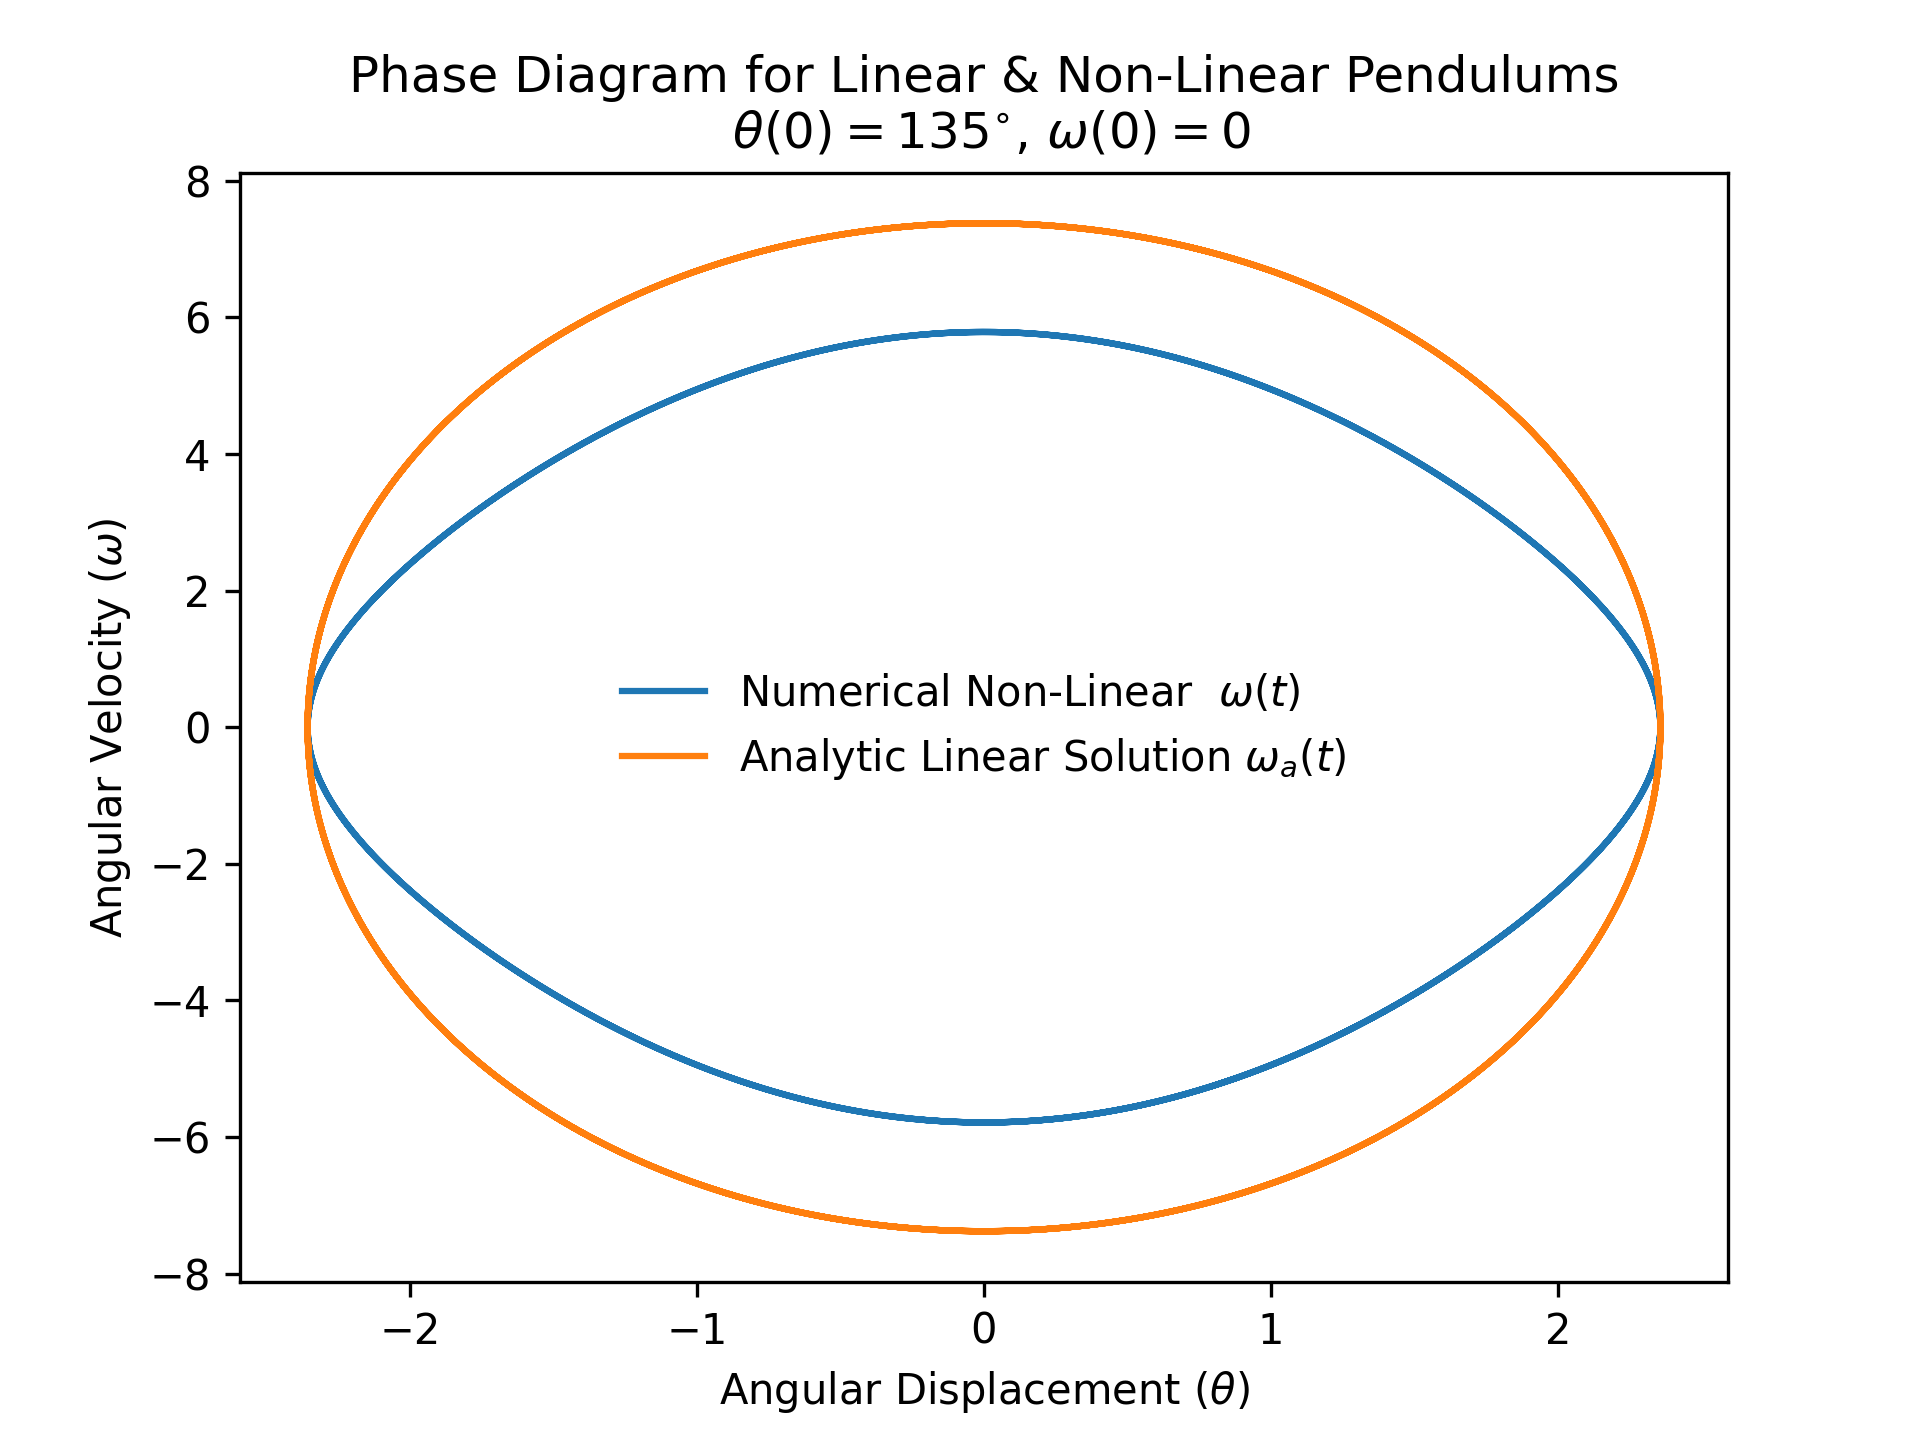 Phase Diagram for Linear & Non-Linear Pendulums
θ(0) = 135°, ω(0) = 0
8
6
4
2
0
−2
−4
−6
−8
Angular Velocity (ω)
Numerical Non-Linear ω(t)
Analytic Linear Solution ωₐ(t)
−2
−1
0
1
2
Angular Displacement (θ)